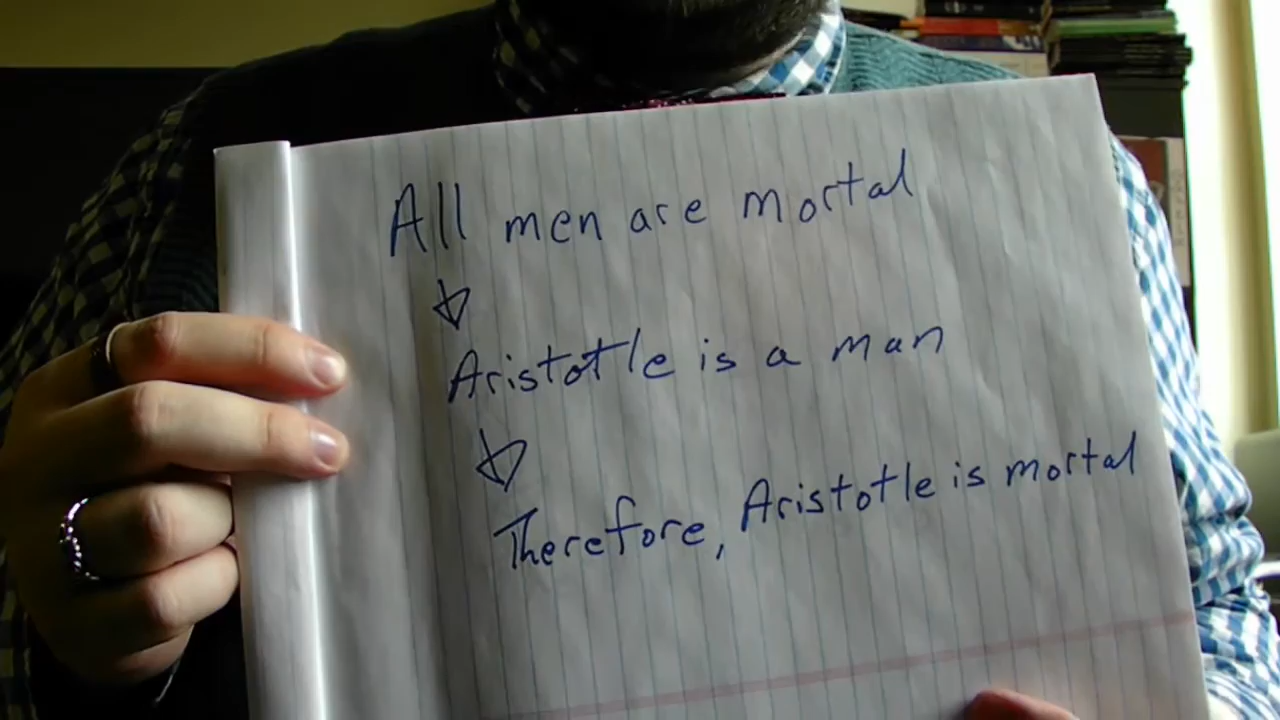 All men are mortal
Aristotle is a man
Therefore, Aristotle is mortal